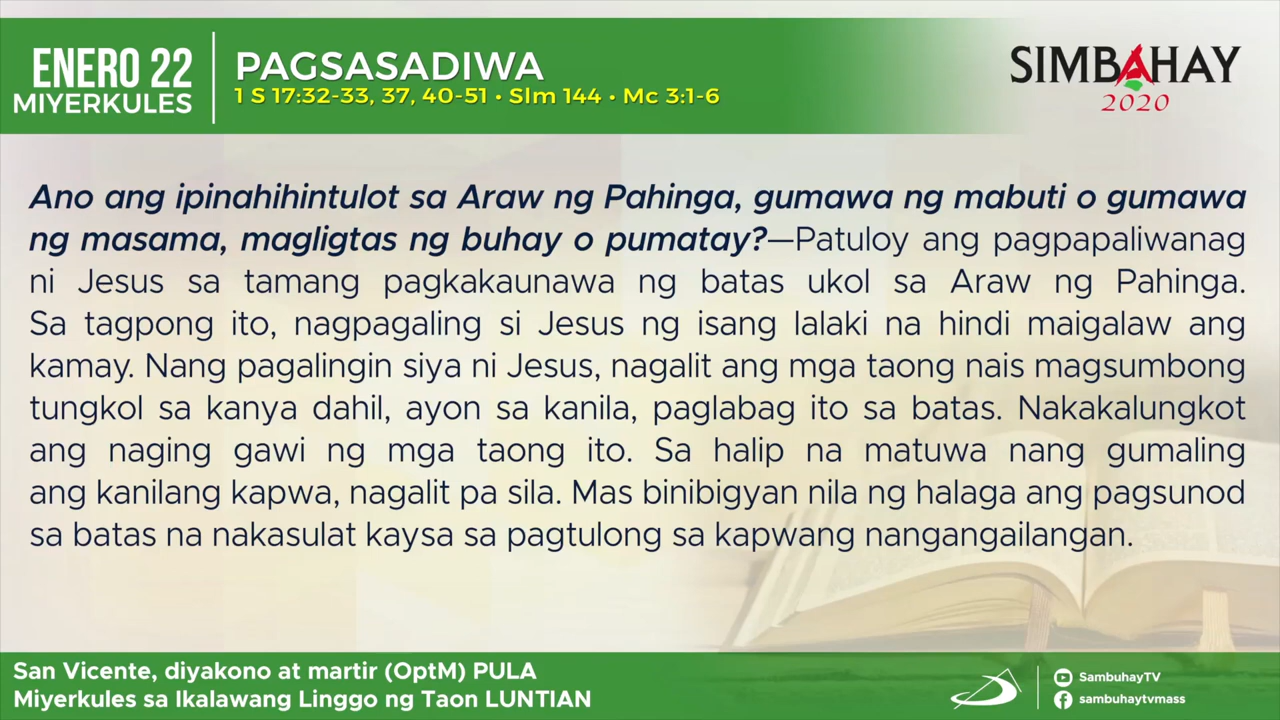 ENERO 22
MIYERKULES
PAGSASADIWA
1 S 17:32-33, 37, 40-51 • Slm 144 • Mc 3:1-6
SIMBAHAY
2020
Ano ang ipinahihintulot sa Araw ng Pahinga, gumawa ng mabuti o gumawa
ng masama, magligtas ng buhay o pumatay?—Patuloy ang pagpapaliwanag
ni Jesus sa tamang pagkakaunawa ng batas ukol sa Araw ng Pahinga.
Sa tagpong ito, nagpagaling si Jesus ng isang lalaki na hindi maigalaw ang
kamay. Nang pagalingin siya ni Jesus, nagalit ang mga taong nais magsumbong
tungkol sa kanya dahil, ayon sa kanila, paglabag ito sa batas. Nakakalungkot
ang naging gawi ng mga taong ito. Sa halip na matuwa nang gumaling
ang kanilang kapwa, nagalit pa sila. Mas binibigyan nila ng halaga ang pagsunod
sa batas na nakasulat kaysa sa pagtulong sa kapwang nangangailangan.
San Vicente, diyakono at martir (OptM) PULA
Miyerkules sa Ikalawang Linggo ng Taon LUNTIAN
SambuhayTV
sambuhaytvmass